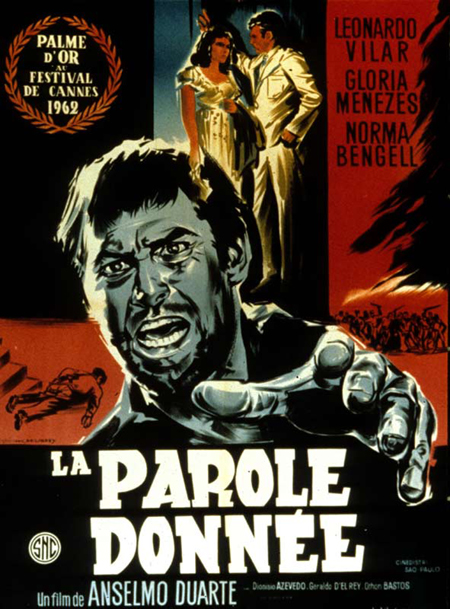 PALME
D'OR
AU
FESTIVAL
DE CANNES
1962
LEONARDO
VILAR
GLORIA
MENEZES
NORMA
BENGELL
LA
PAROLE
DONNÉE
SNC
CINEDISTRI
SAO PAULO
Un film de ANSELMO DUARTE
Dionisio AZEVEDO. Geraldo D'EL REY. Othon BASTOS